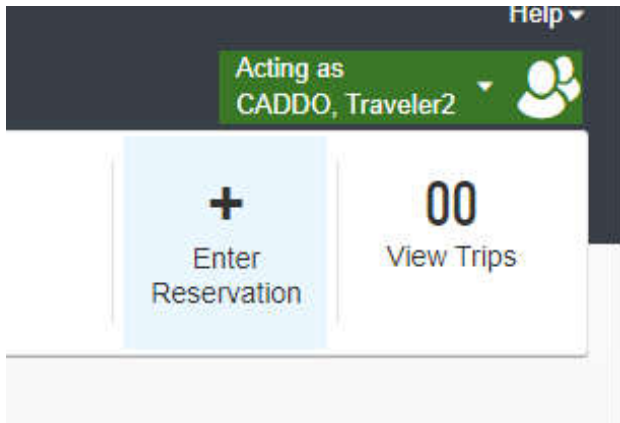 Help
Acting as
CADDO, Traveler2
+
Enter
Reservation
00
View Trips